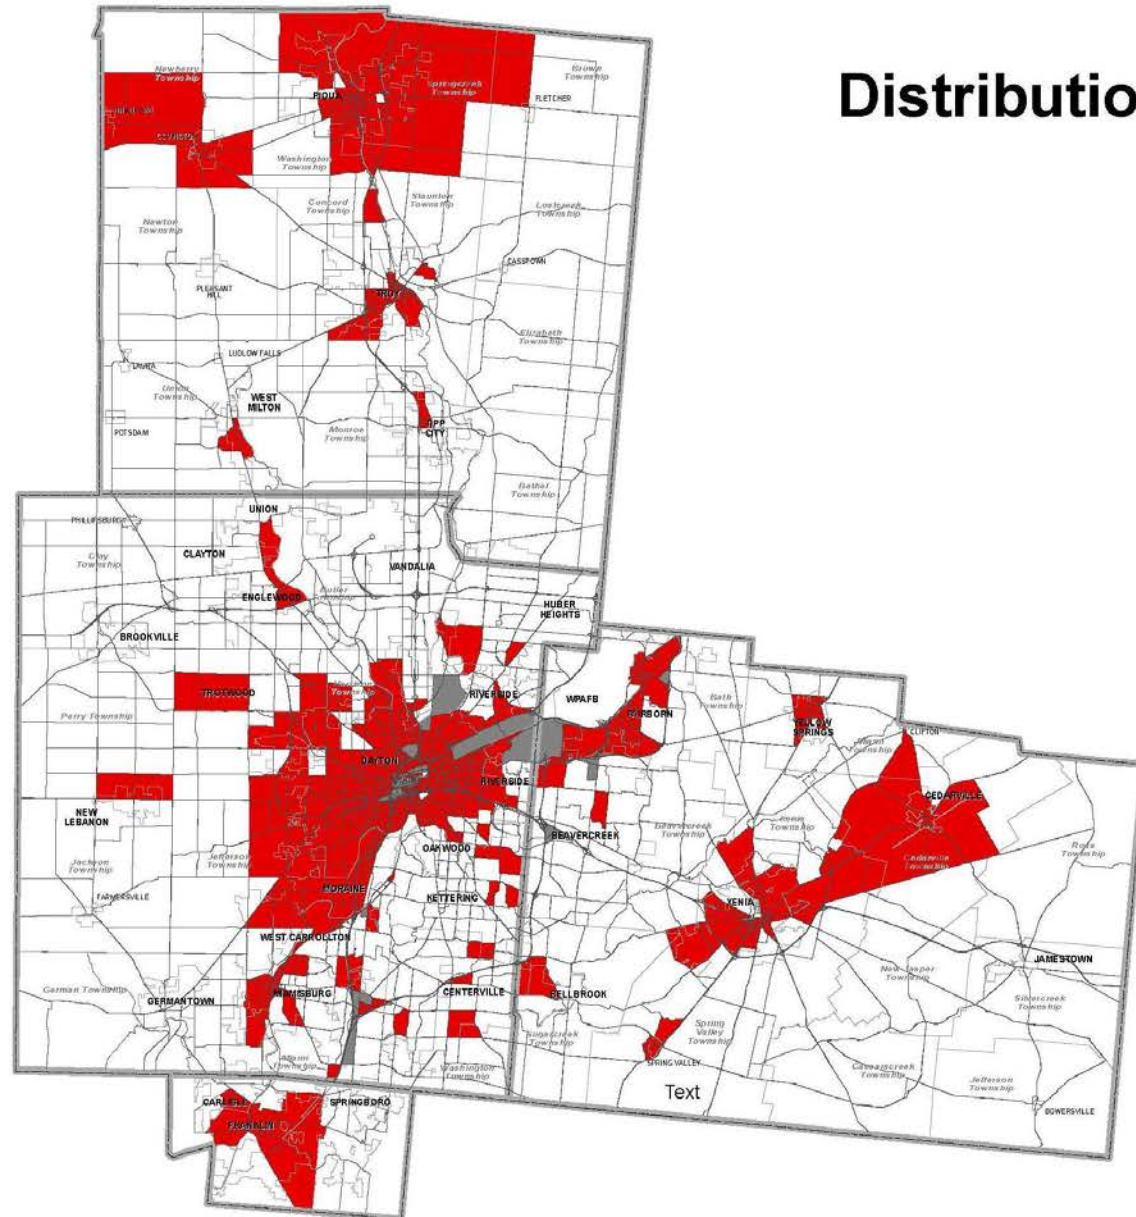 Distributio
Newberry
Township
Brown
Township
Springcreek
Township
PIQUA
FLETCHER
COVINGTON
Washington
Township
Concord
Township
Staunton
Township
Lostcreek
Township
Newton
Township
CASSTOWN
PLEASANT
HILL
TROY
Elizabeth
Township
LUDLOW FALLS
LAURA
Union
Township
WEST
MILTON
TIPP
CITY
POTSDAM
Monroe
Township
Bethel
Township
UNION
PHILLIPSBURG
CLAYTON
Clay
Township
VANDALIA
ENGLEWOOD
Butler
Township
HUBER
HEIGHTS
BROOKVILLE
TROTWOOD
Township
RIVERSIDE
WPAFB
Bath
Township
Perry Township
FAIRBORN
YELLOW
SPRINGS
Miami
Township
CLIFTON
DAYTON
RIVERSIDE
CEDARVILLE
NEW
LEBANON
BEAVERCREEK
Beavercreek
Township
Xenia
Township
Ross
Township
OAKWOOD
Jackson
Township
Jefferson
Township
Cedarville
Township
MORAINE
KETTERING
FARMERSVILLE
XENIA
WEST CARROLLTON
JAMESTOWN
New Jasper
Township
German Township
GERMANTOWN
MIAMISBURG
CENTERVILLE
BELLBROOK
Silvercreek
Township
Sugarcreek
Township
Spring
Valley
Township
Miami
Township
Washington
Township
SPRING VALLEY
Caesarscreek
Township
Jefferson
Township
Text
CARLISLE
SPRINGBORO
FRANKLIN
BOWERSVILLE